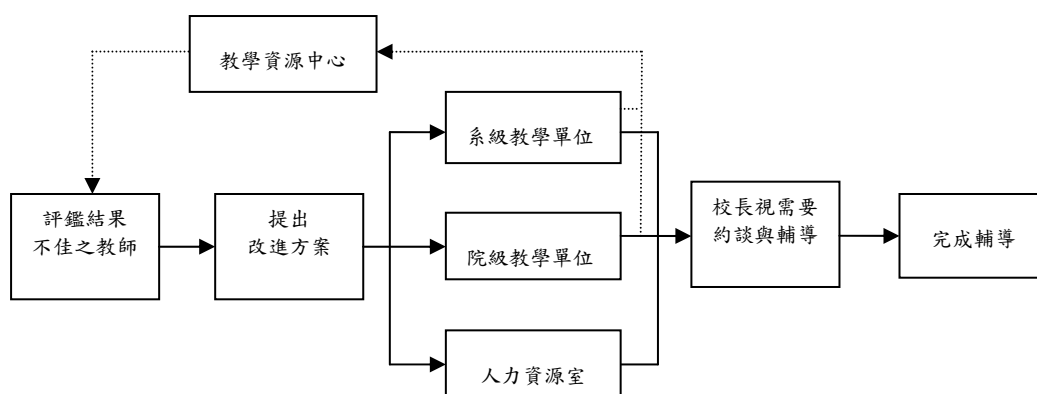 教學資源中心
系級教學單位
評鑑結果
不佳之教師
提出
改進方案
院級教學單位
校長視需要
約談與輔導
完成輔導
人力資源室